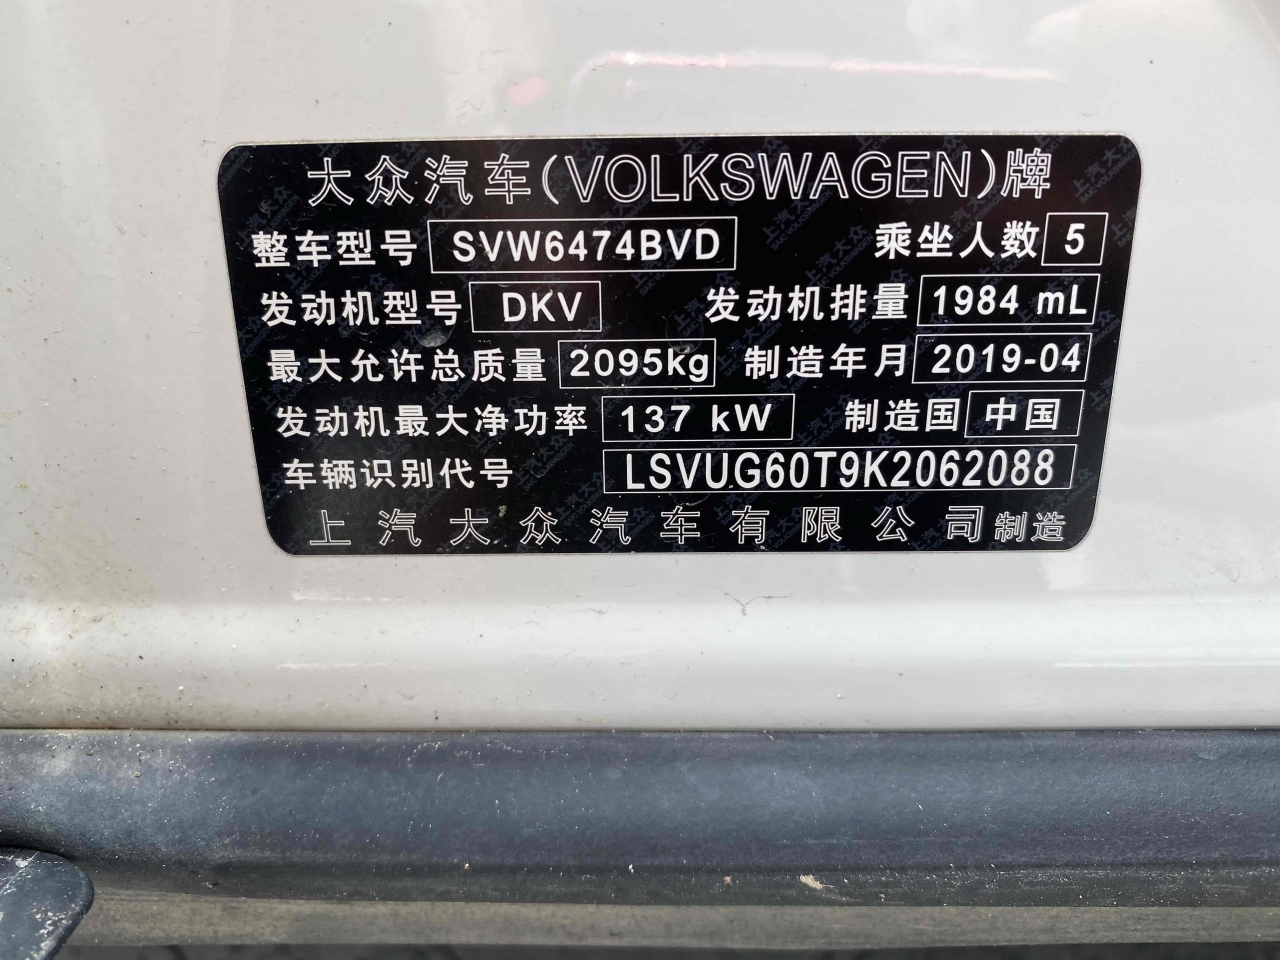 大众汽车(VOLKSWAGEN)牌
整车型号 SVW6474BVD 乘坐人数 5
发动机型号 DKV 发动机排量 1984 mL
最大允许总质量 2095kg 制造年月 2019-04
发动机最大净功率 137 kW 制造国 中国
车辆识别代号 LSVUG60T9K2062088
上汽大众汽车有限公司制造